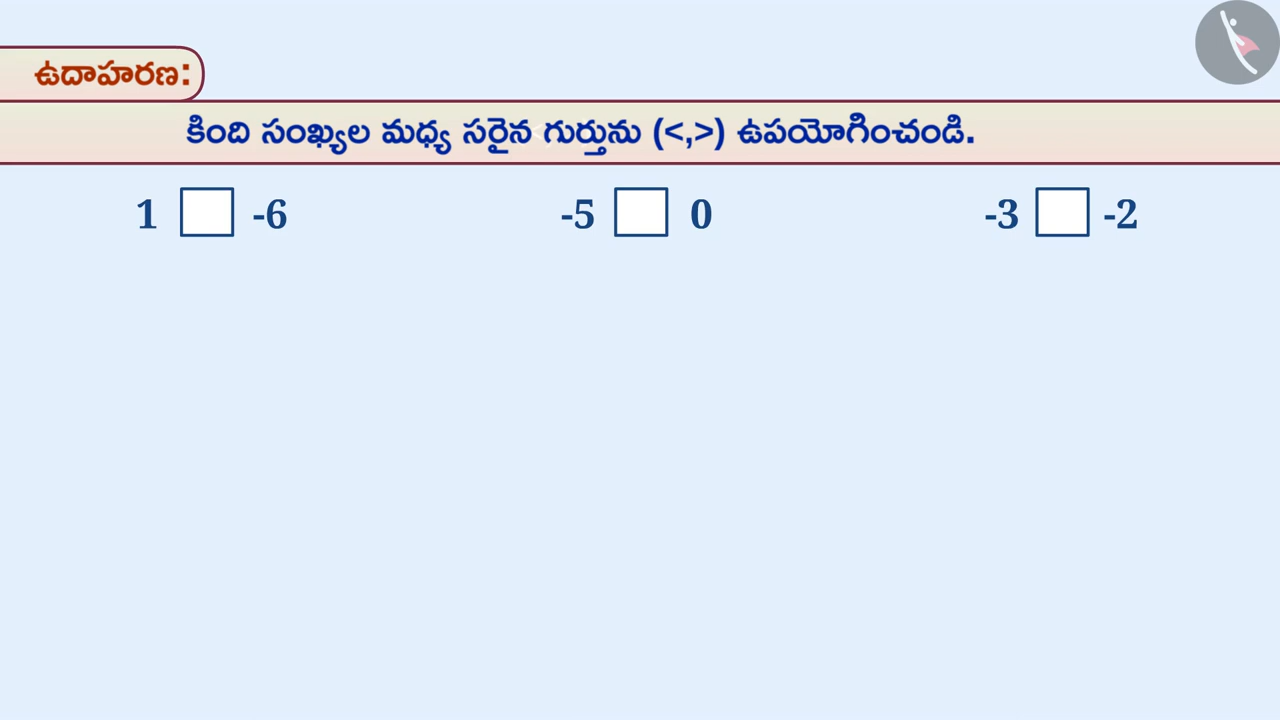 ఉదాహరణ:
కింది సంఖ్యల మధ్య సరైన గుర్తును (<,>) ఉపయోగించండి.
1 -6 -5 0 -3 -2